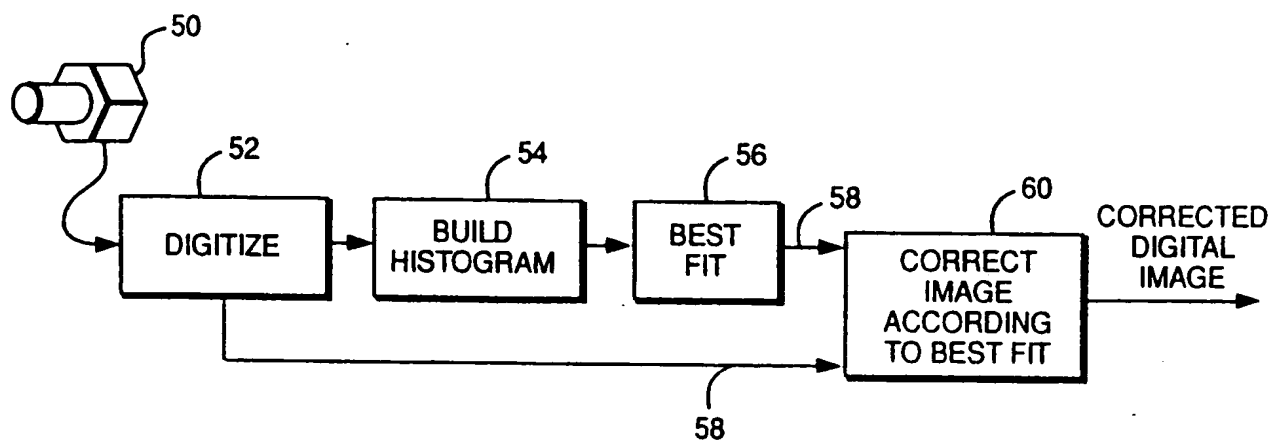 50
52
DIGITIZE
54
BUILD
HISTOGRAM
56
BEST
FIT
58
60
CORRECT
IMAGE
ACCORDING
TO BEST FIT
CORRECTED
DIGITAL
IMAGE
58